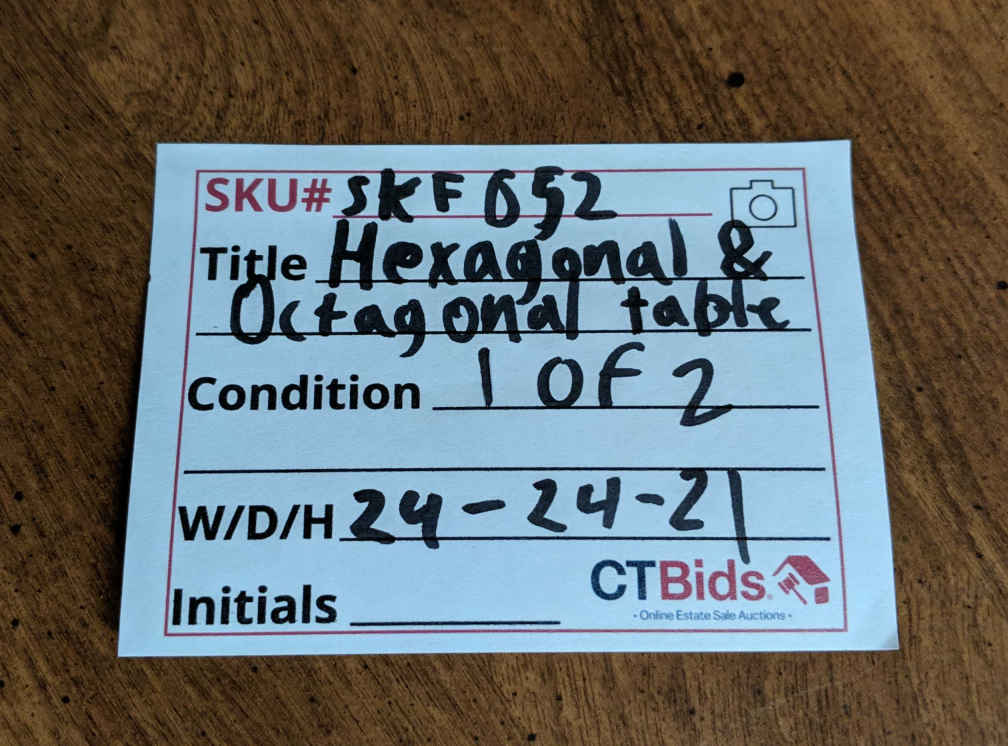 SKU# SKF 052
Title Hexagonal &
Octagonal table
Condition 1 OF 2
W/D/H 24-24-21
Initials
CTBids.
- Online Estate Sale Auctions -